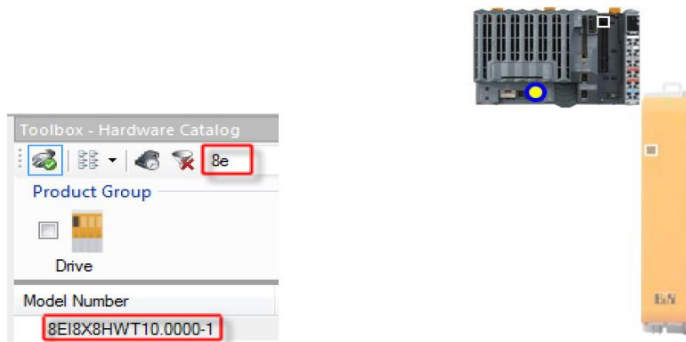 Toolbox - Hardware Catalog
8e
Product Group
Drive
Model Number
8EI8X8HWT10.0000-1